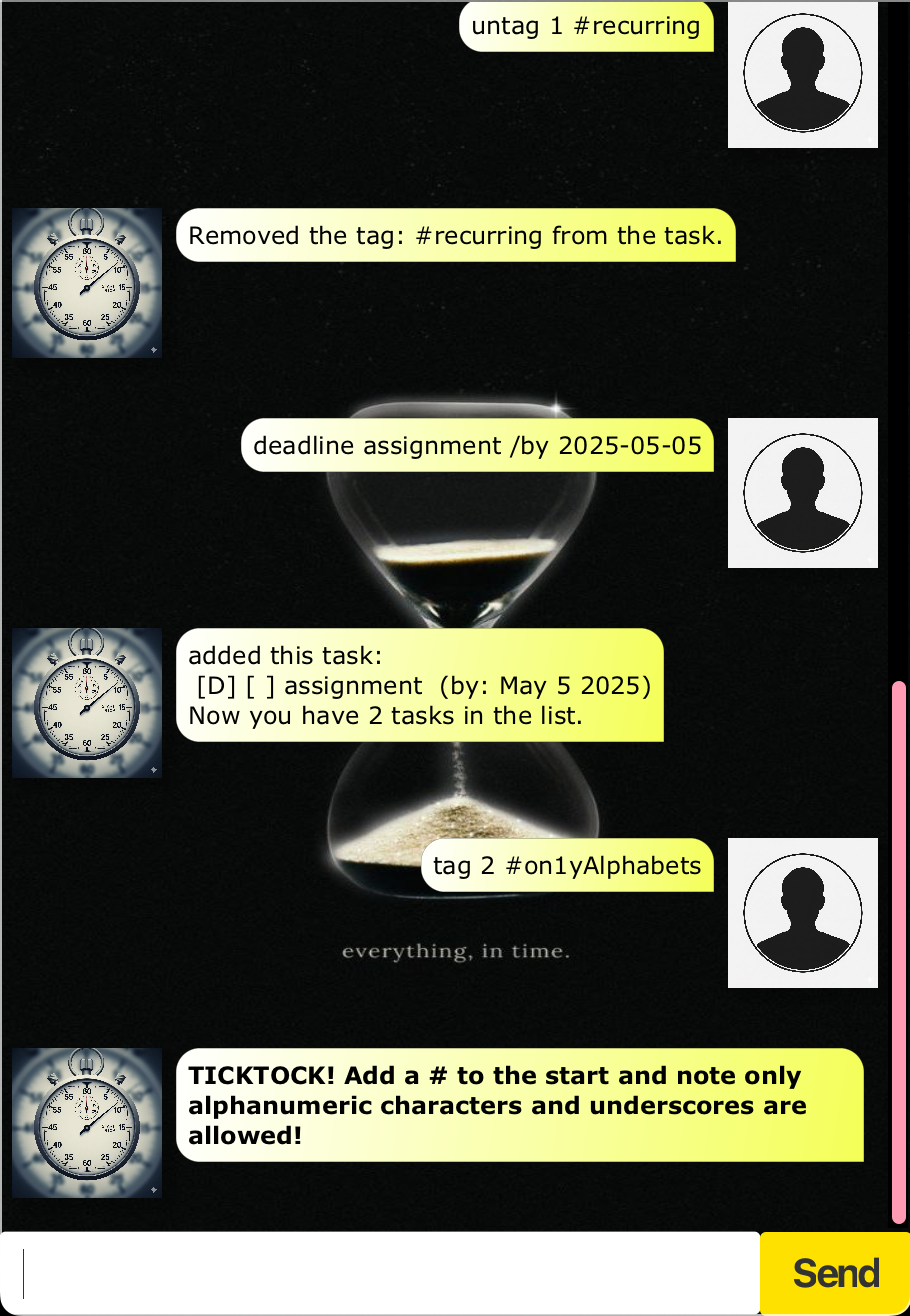 untag 1 #recurring
Removed the tag: #recurring from the task.
deadline assignment /by 2025-05-05
added this task:
[D] [ ] assignment  (by: May 5 2025)
Now you have 2 tasks in the list.
tag 2 #on1yAlphabets
everything, in time.
TICKTOCK! Add a # to the start and note only
alphanumeric characters and underscores are
allowed!
Send